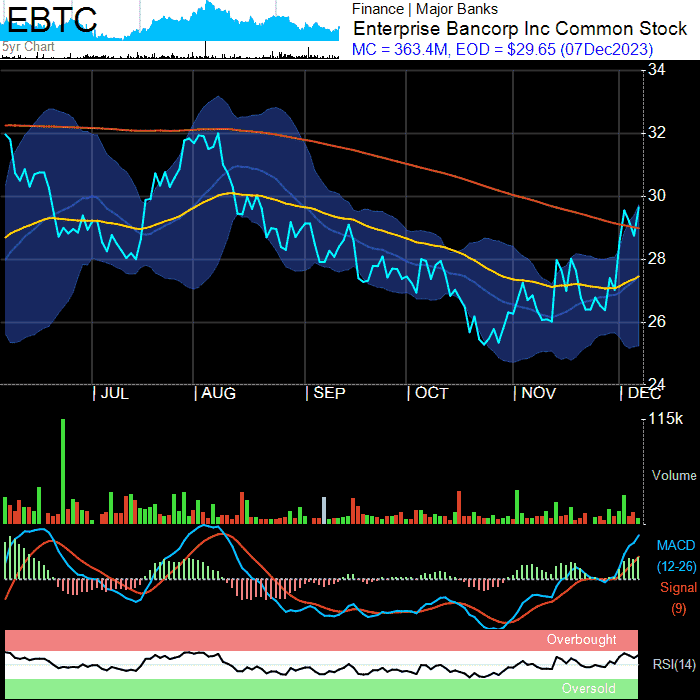 EBTC
5yr Chart
Finance | Major Banks
Enterprise Bancorp Inc Common Stock
MC = 363.4M, EOD = $29.65 (07Dec2023)
34
32
30
28
26
24
| JUL | AUG | SEP | OCT | NOV | DEC
115k
Volume
MACD
(12-26)
Signal
(9)
Overbought
RSI(14)
Oversold